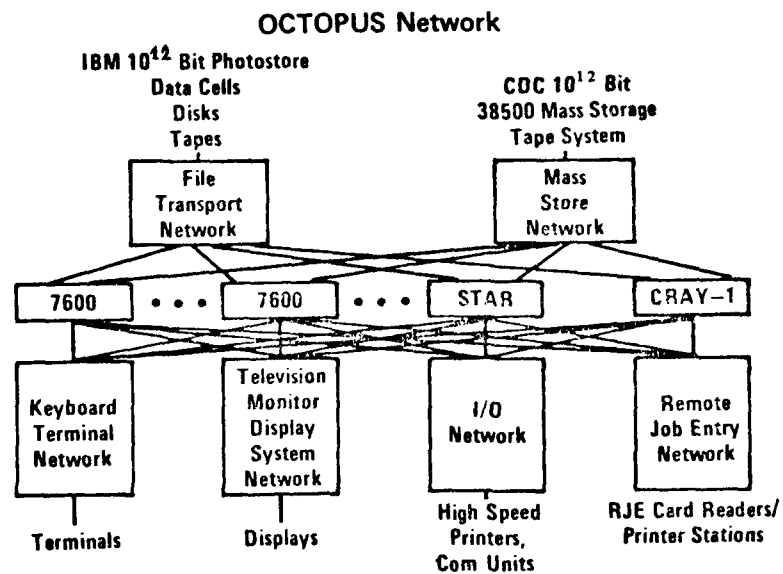 OCTOPUS Network
IBM 10¹² Bit Photostore
Data Cells
Disks
Tapes
CDC 10¹² Bit
38500 Mass Storage
Tape System
File
Transport
Network
Mass
Store
Network
7600
• • •
7600
• • •
STAR
CRAY–1
Keyboard
Terminal
Network
Television
Monitor
Display
System
Network
I/O
Network
Remote
Job Entry
Network
Terminals
Displays
High Speed
Printers,
Com Units
RJE Card Readers/
Printer Stations